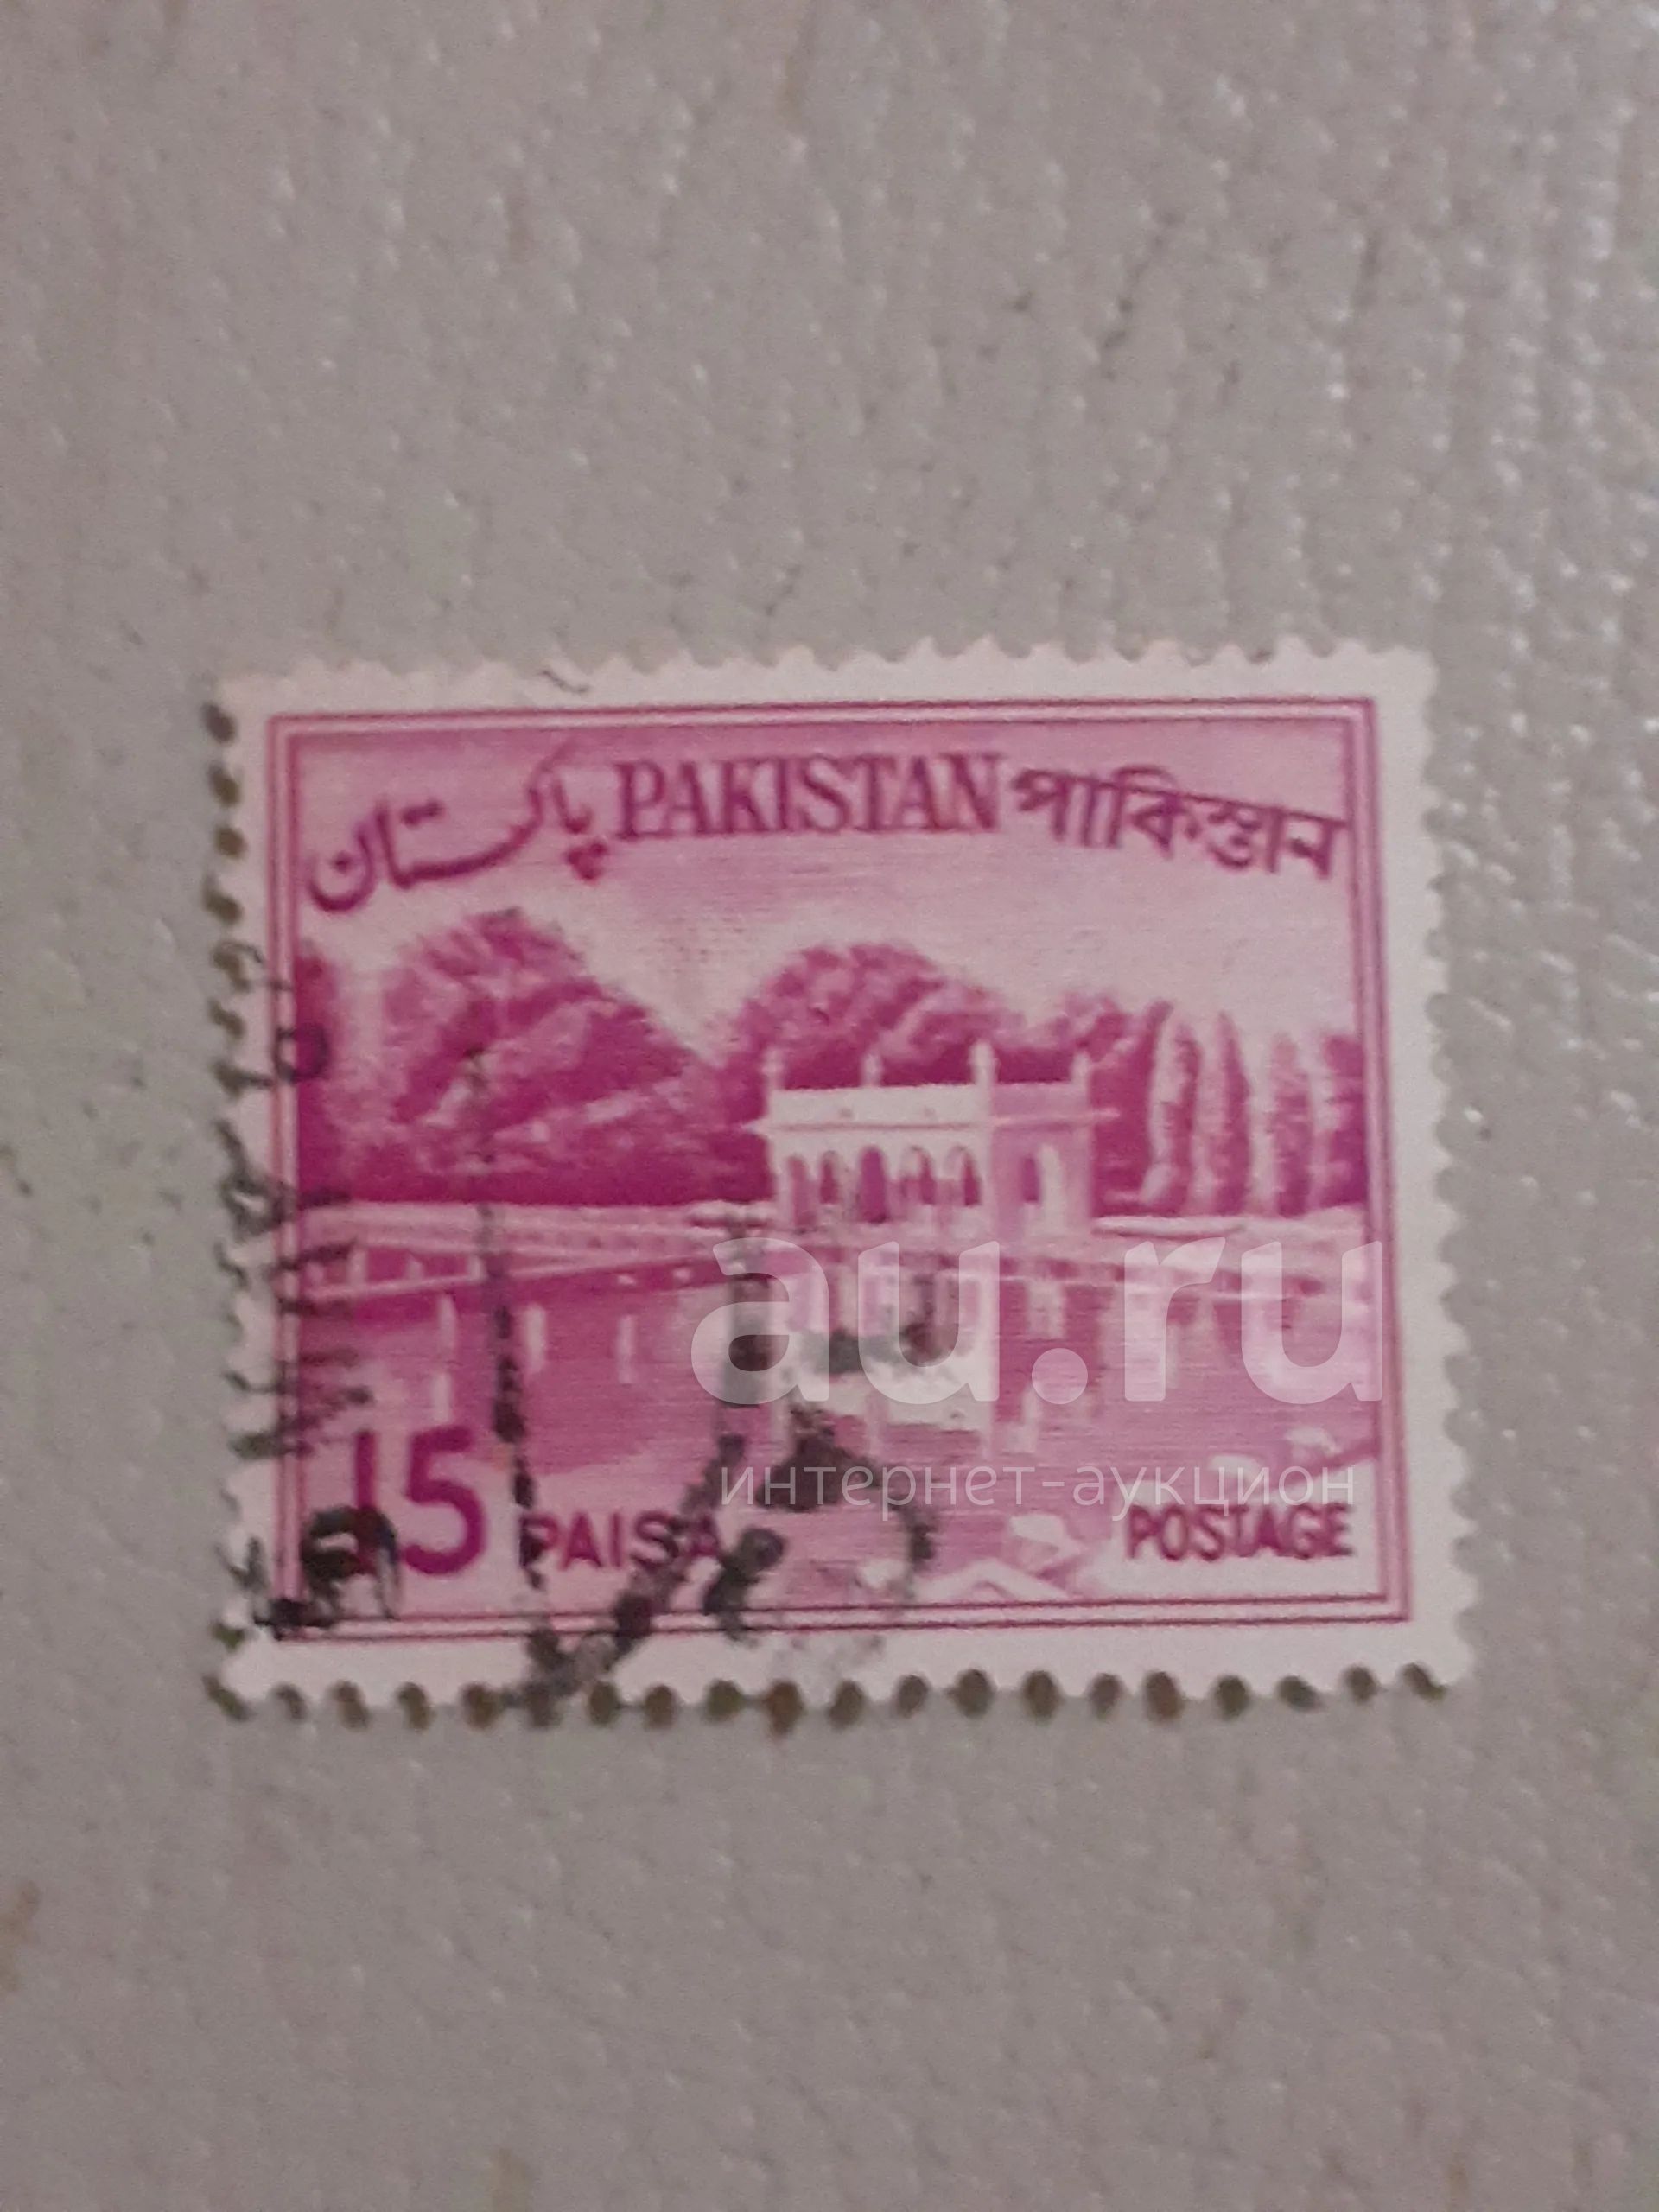 پاکستان PAKISTAN পাকিস্তান
au.ru
интернет-аукцион
15 PAISA POSTAGE